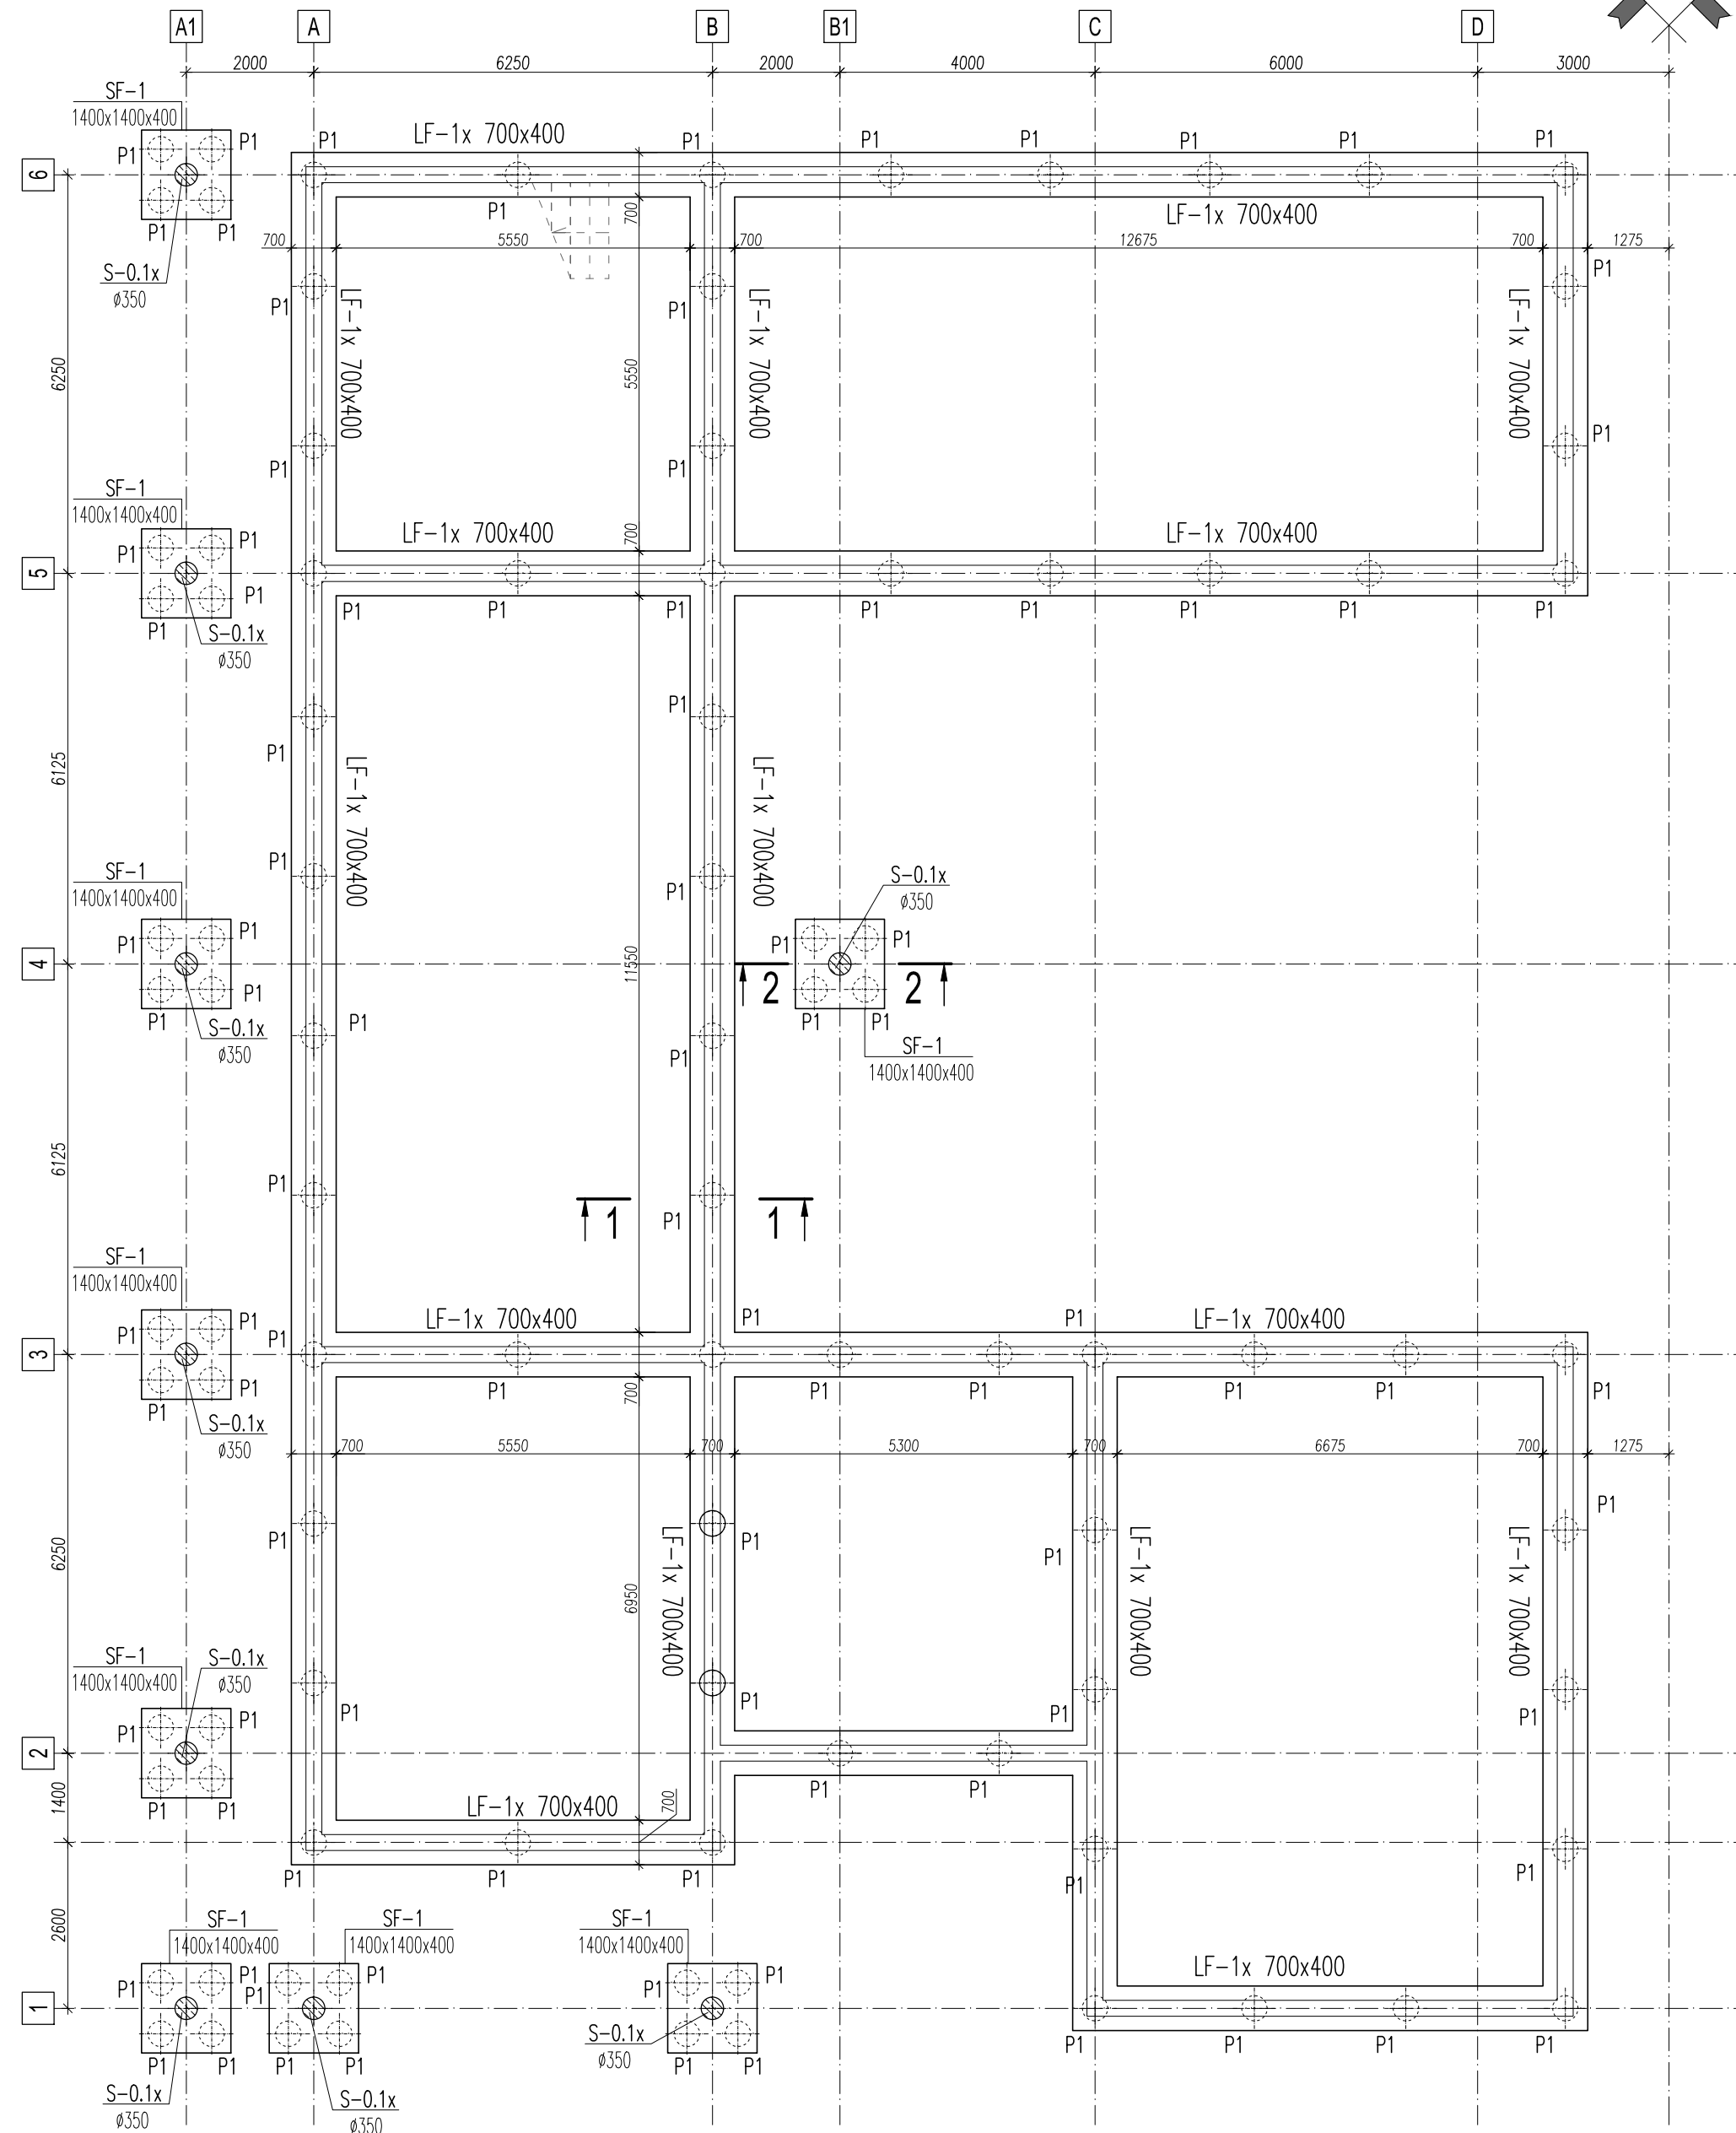 A1 A B B1 C D
2000 6250 2000 4000 6000 3000
SF-1
1400x1400x400
P1 P1 LF-1x 700x400 P1 P1 P1 P1 P1 P1
P1
6
P1 P1
P1
700
LF-1x 700x400
700 5550 700 12675 700 1275
S-0.1x
ø350
P1 P1 P1
P1
LF-1x 700x400
LF-1x 700x400
LF-1x 700x400
6250
5550
P1 P1 P1
P1
SF-1
1400x1400x400
LF-1x 700x400
700
LF-1x 700x400
P1 P1
5
P1
P1
P1 P1 P1 P1 P1 P1 P1 P1
S-0.1x
ø350
P1
P1
6125
LF-1x 700x400
LF-1x 700x400
SF-1
1400x1400x400
P1
P1
S-0.1x
ø350
P1 P1
P1 P1
4
11550
2 2
P1
P1
P1 P1
P1
S-0.1x
ø350
P1
SF-1
1400x1400x400
6125
P1
1 1
P1
SF-1
1400x1400x400
LF-1x 700x400
P1 P1
LF-1x 700x400
P1 P1
P1
3
P1
P1
P1
700
P1 P1 P1 P1 P1
S-0.1x
ø350
700 5550 700 5300 700 6675 700 1275
P1
P1 P1
P1
6250
LF-1x 700x400
LF-1x 700x400
LF-1x 700x400
6950
SF-1
1400x1400x400
S-0.1x
ø350
P1 P1 P1 P1
P1 P1
2
P1 P1
P1 P1
1400
LF-1x 700x400
700
P1 P1 P1
P1
P1
2600
SF-1
1400x1400x400
SF-1
1400x1400x400
SF-1
1400x1400x400
LF-1x 700x400
P1 P1 P1 P1 P1 P1
1
P1 P1 P1 P1 P1 P1
S-0.1x
ø350
P1 P1 P1 P1
S-0.1x
ø350
S-0.1x
ø350